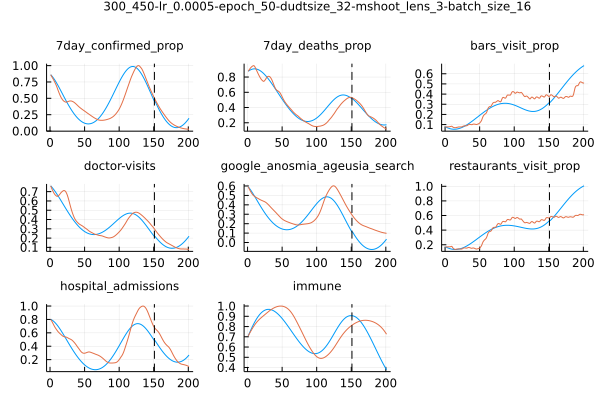 300_450-lr_0.0005-epoch_50-dudtsize_32-mshoot_lens_3-batch_size_16
7day_confirmed_prop
7day_deaths_prop
bars_visit_prop
1.00
0.75
0.50
0.25
0.00
0 50 100 150 200
0.8
0.6
0.4
0.2
0 50 100 150 200
0.6
0.5
0.4
0.3
0.2
0.1
0 50 100 150 200
doctor-visits
google_anosmia_ageusia_search
restaurants_visit_prop
0.7
0.6
0.5
0.4
0.3
0.2
0.1
0 50 100 150 200
0.6
0.5
0.4
0.3
0.2
0.1
0.0
0 50 100 150 200
1.0
0.8
0.6
0.4
0.2
0 50 100 150 200
hospital_admissions
immune
1.0
0.8
0.6
0.4
0.2
0 50 100 150 200
1.0
0.9
0.8
0.7
0.6
0.5
0.4
0 50 100 150 200